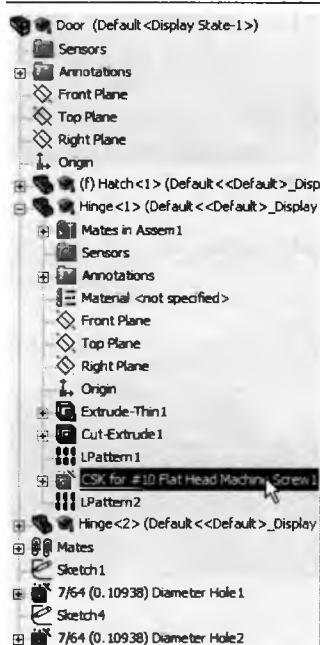 Door (Default<Display State-1>)
Sensors
Annotations
Front Plane
Top Plane
Right Plane
Origin
(f) Hatch<1> (Default<<Default>_Disp
Hinge<1> (Default<<Default>_Display
Mates in Assem1
Sensors
Annotations
Material <not specified>
Front Plane
Top Plane
Right Plane
Origin
Extrude-Thin1
Cut-Extrude1
LPattern1
CSK for #10 Flat Head Machine Screw1
LPattern2
Hinge<2> (Default<<Default>_Display
Mates
Sketch1
7/64 (0.10938) Diameter Hole1
Sketch4
7/64 (0.10938) Diameter Hole2